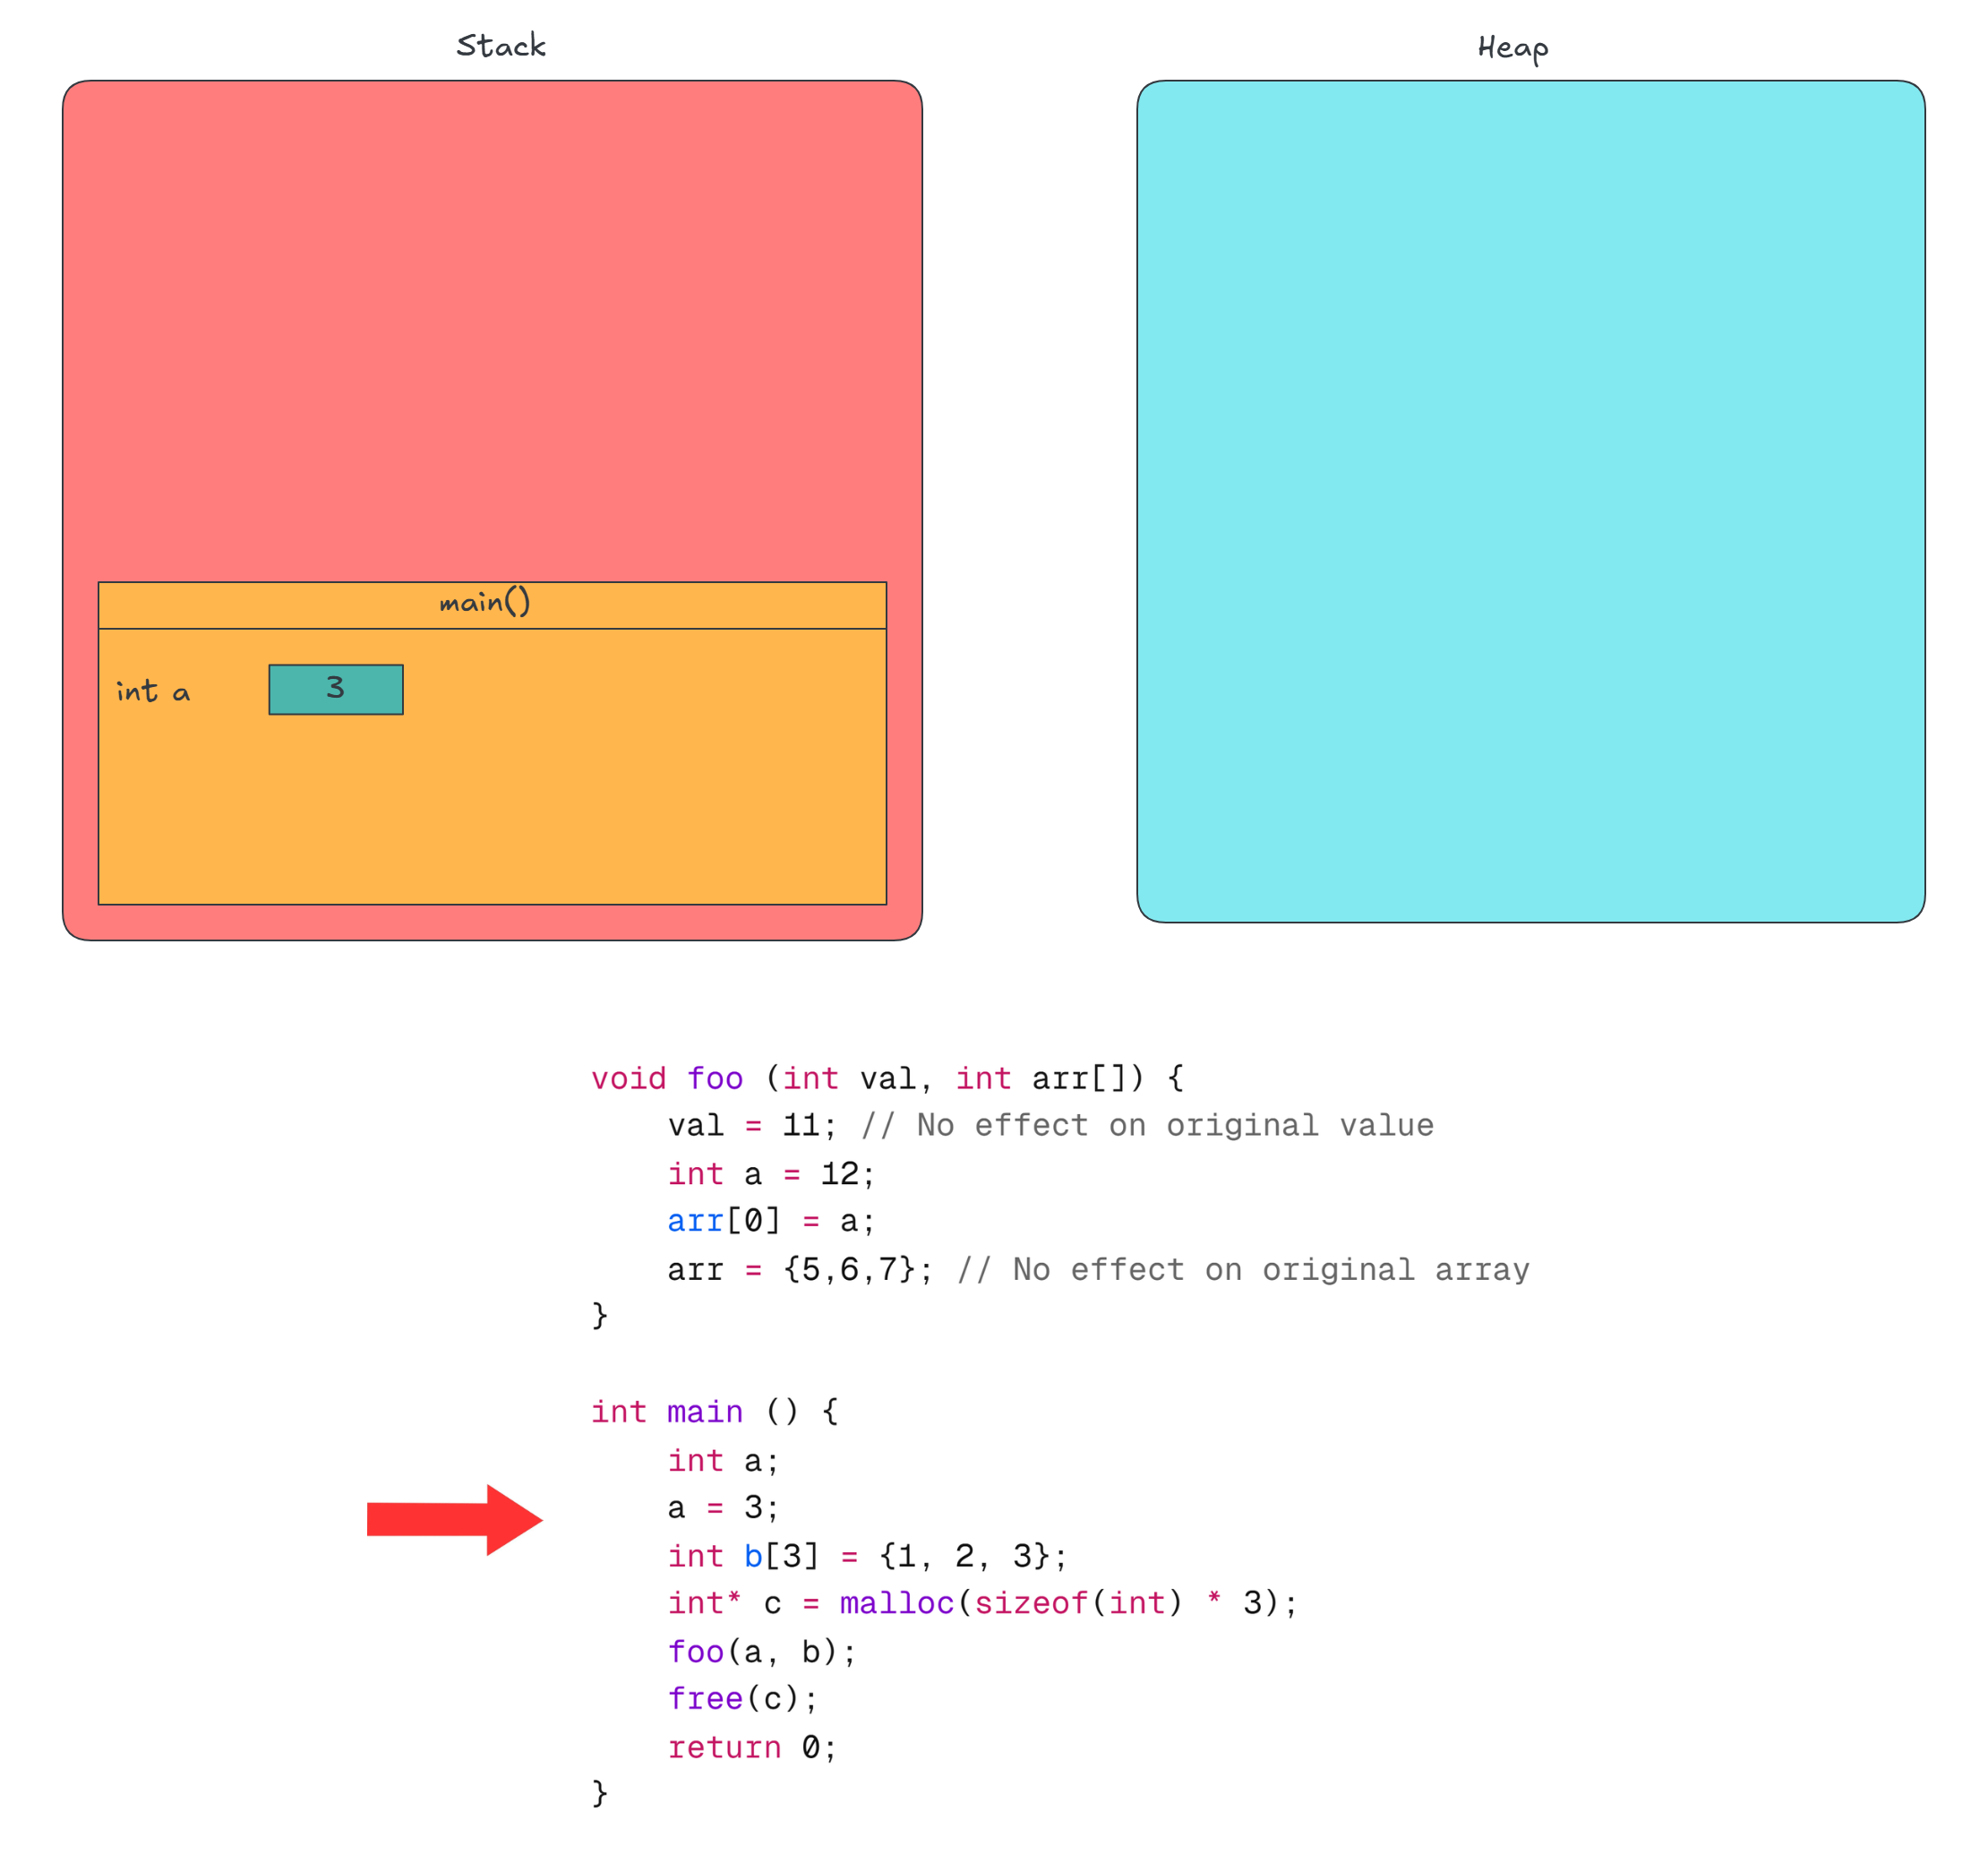 Stack
Heap
main()
int a
3
void foo (int val, int arr[]) {
    val = 11; // No effect on original value
    int a = 12;
    arr[0] = a;
    arr = {5,6,7}; // No effect on original array
}
int main () {
    int a;
    a = 3;
    int b[3] = {1, 2, 3};
    int* c = malloc(sizeof(int) * 3);
    foo(a, b);
    free(c);
    return 0;
}